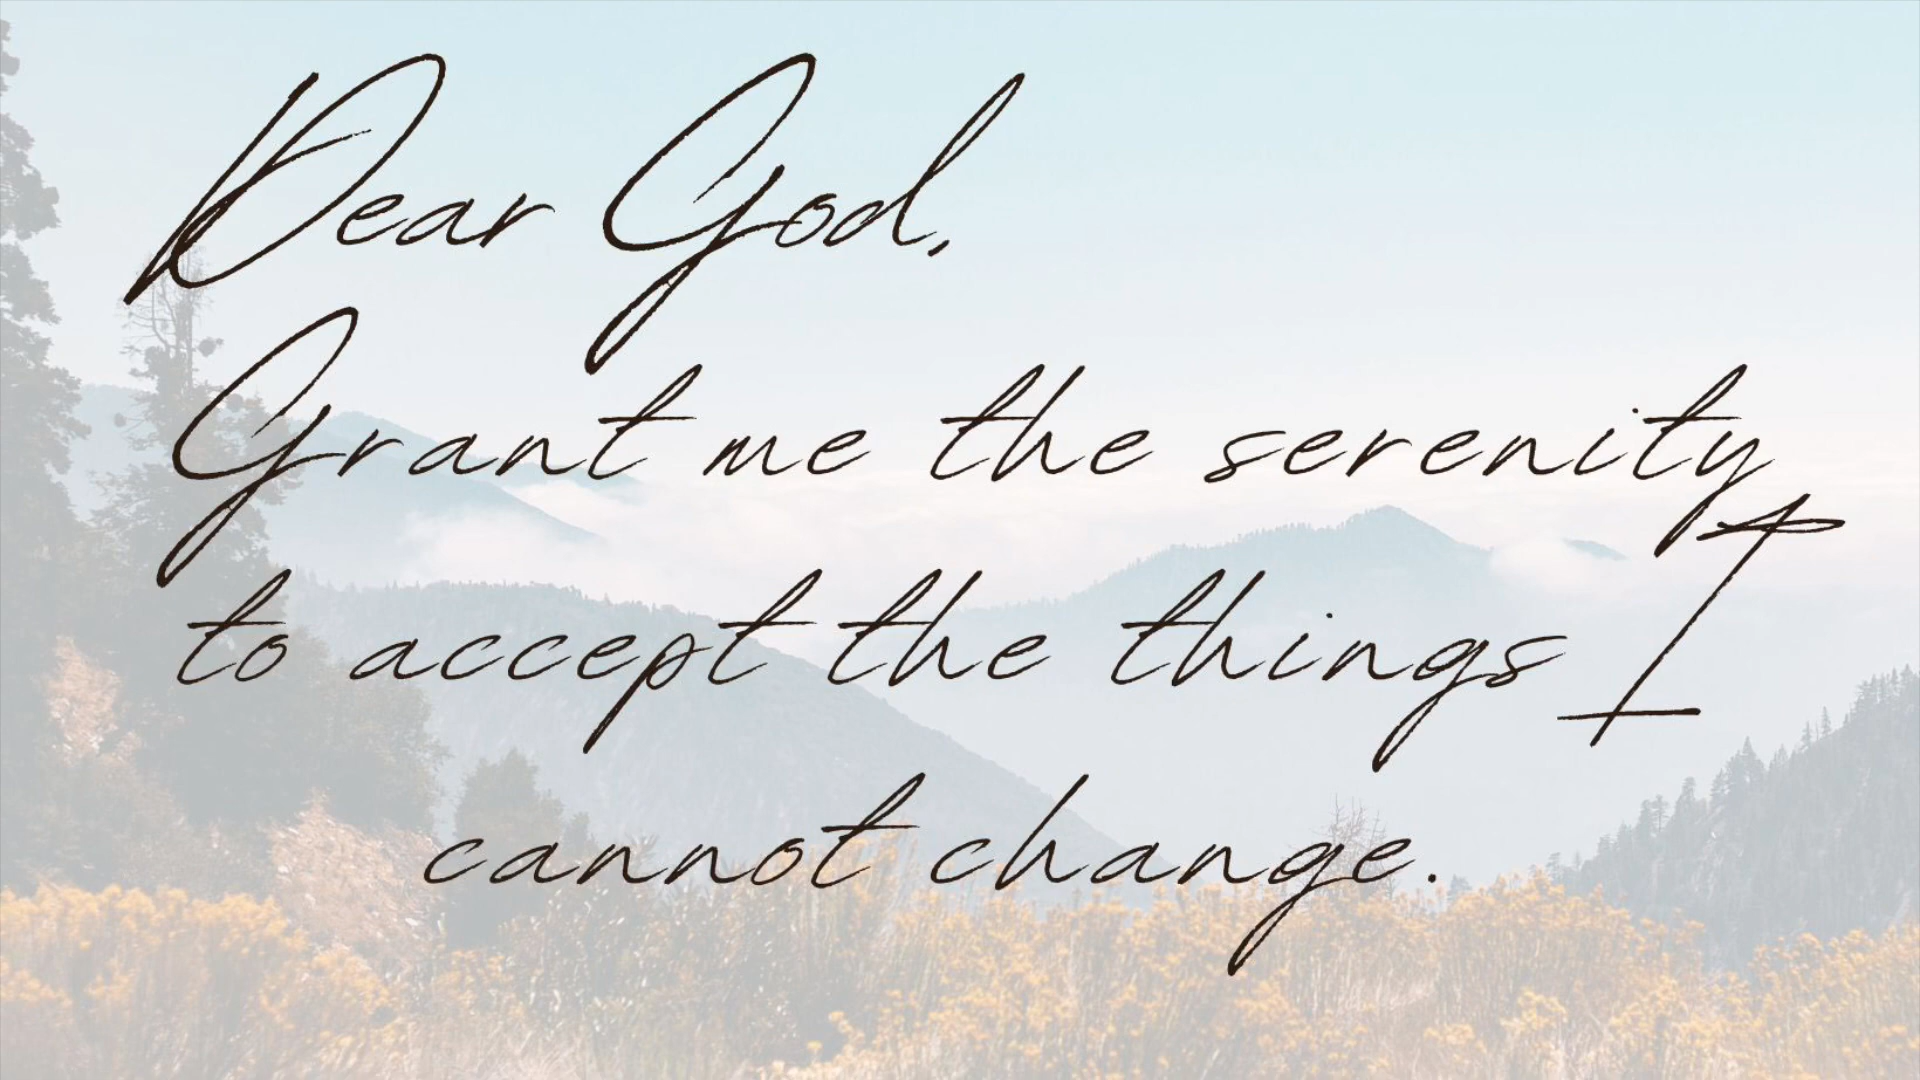 Dear God,
Grant me the serenity
to accept the things I
cannot change.